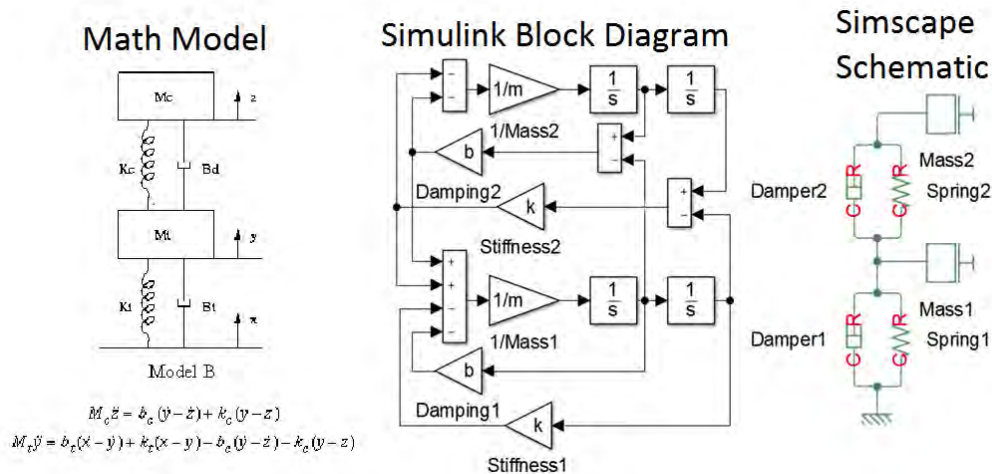 Math Model
Mc
z
Kc
Bd
Mt
y
Kt
Bt
x
Model B
M_c z̈ = b_c (ẏ − ż) + k_c (y − z)
M_t ÿ = b_t (ẋ − ẏ) + k_t (x − y) − b_c (ẏ − ż) − k_c (y − z)
Simulink Block Diagram
−
−
1/m
1/s
1/s
1/Mass2
b
+
−
Damping2
k
+
−
Stiffness2
+
+
−
−
1/m
1/s
1/s
1/Mass1
b
Damping1
k
Stiffness1
Simscape
Schematic
Mass2
Damper2
R
R
Spring2
C
C
Mass1
Damper1
R
R
Spring1
C
C